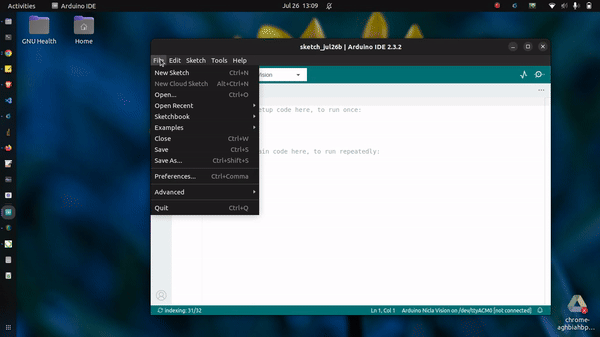 Activities
Arduino IDE
Jul 26 13:09
GNU Health
Home
sketch_jul26b | Arduino IDE 2.3.2
File Edit Sketch Tools Help
New Sketch Ctrl+N
New Cloud Sketch Alt+Ctrl+N
Open... Ctrl+O
Open Recent
Sketchbook
Examples
Close Ctrl+W
Save Ctrl+S
Save As... Ctrl+Shift+S
Preferences... Ctrl+Comma
Advanced
Quit Ctrl+Q
Vision
etup code here, to run once:
ain code here, to run repeatedly:
Indexing: 31/32
Ln 1, Col 1 Arduino Nicla Vision on /dev/ttyACM0 [not connected]
chrome-
aghbiahbp...